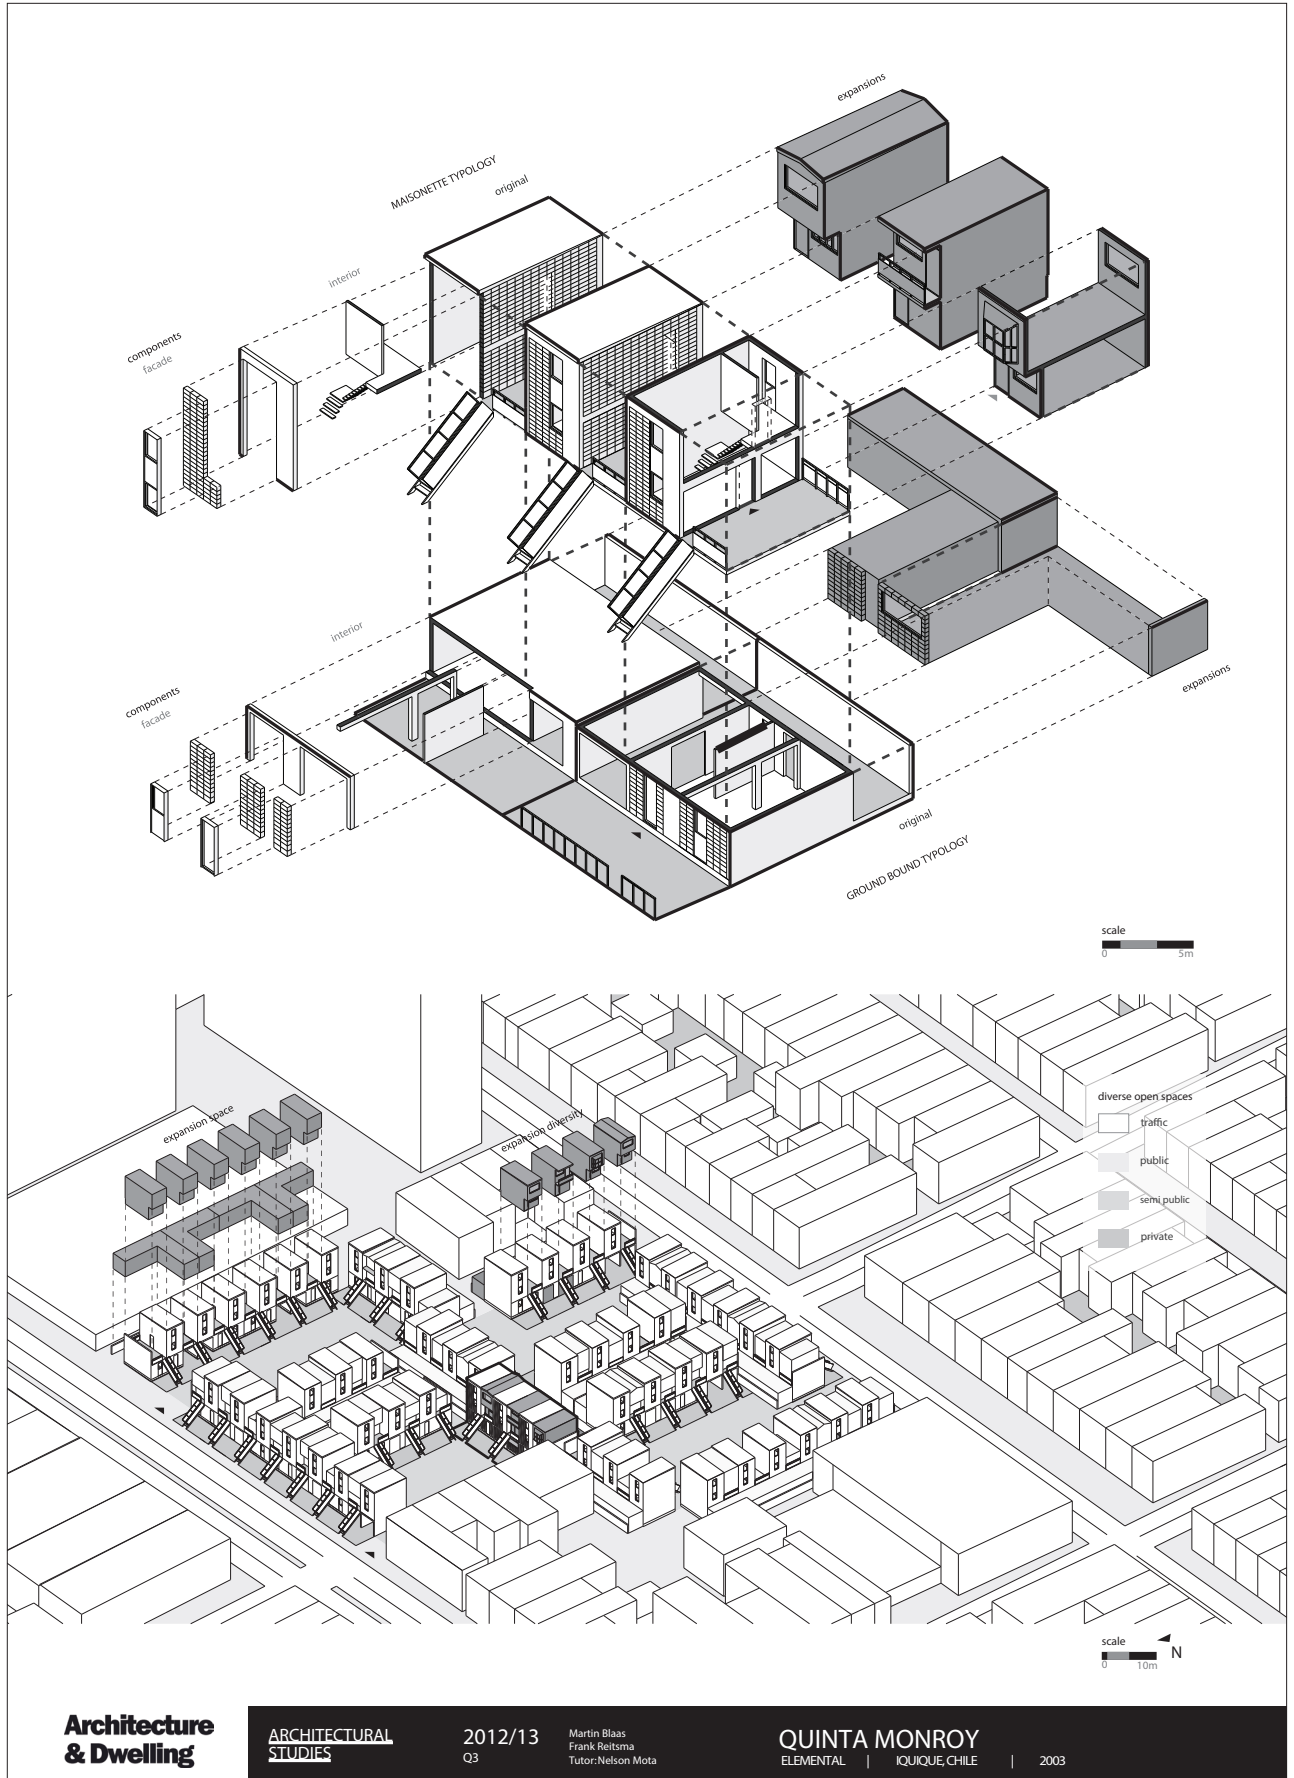 expansions
MAISONETTE TYPOLOGY
original
interior
components
facade
interior
components
facade
expansions
original
GROUND BOUND TYPOLOGY
scale
0 5m
expansion space
expansion diversity
diverse open spaces
traffic
public
semi public
private
scale
N
0 10m
Architecture
& Dwelling
ARCHITECTURAL
STUDIES
2012/13
Q3
Martin Blaas
Frank Reitsma
Tutor: Nelson Mota
QUINTA MONROY
ELEMENTAL | IQUIQUE, CHILE | 2003